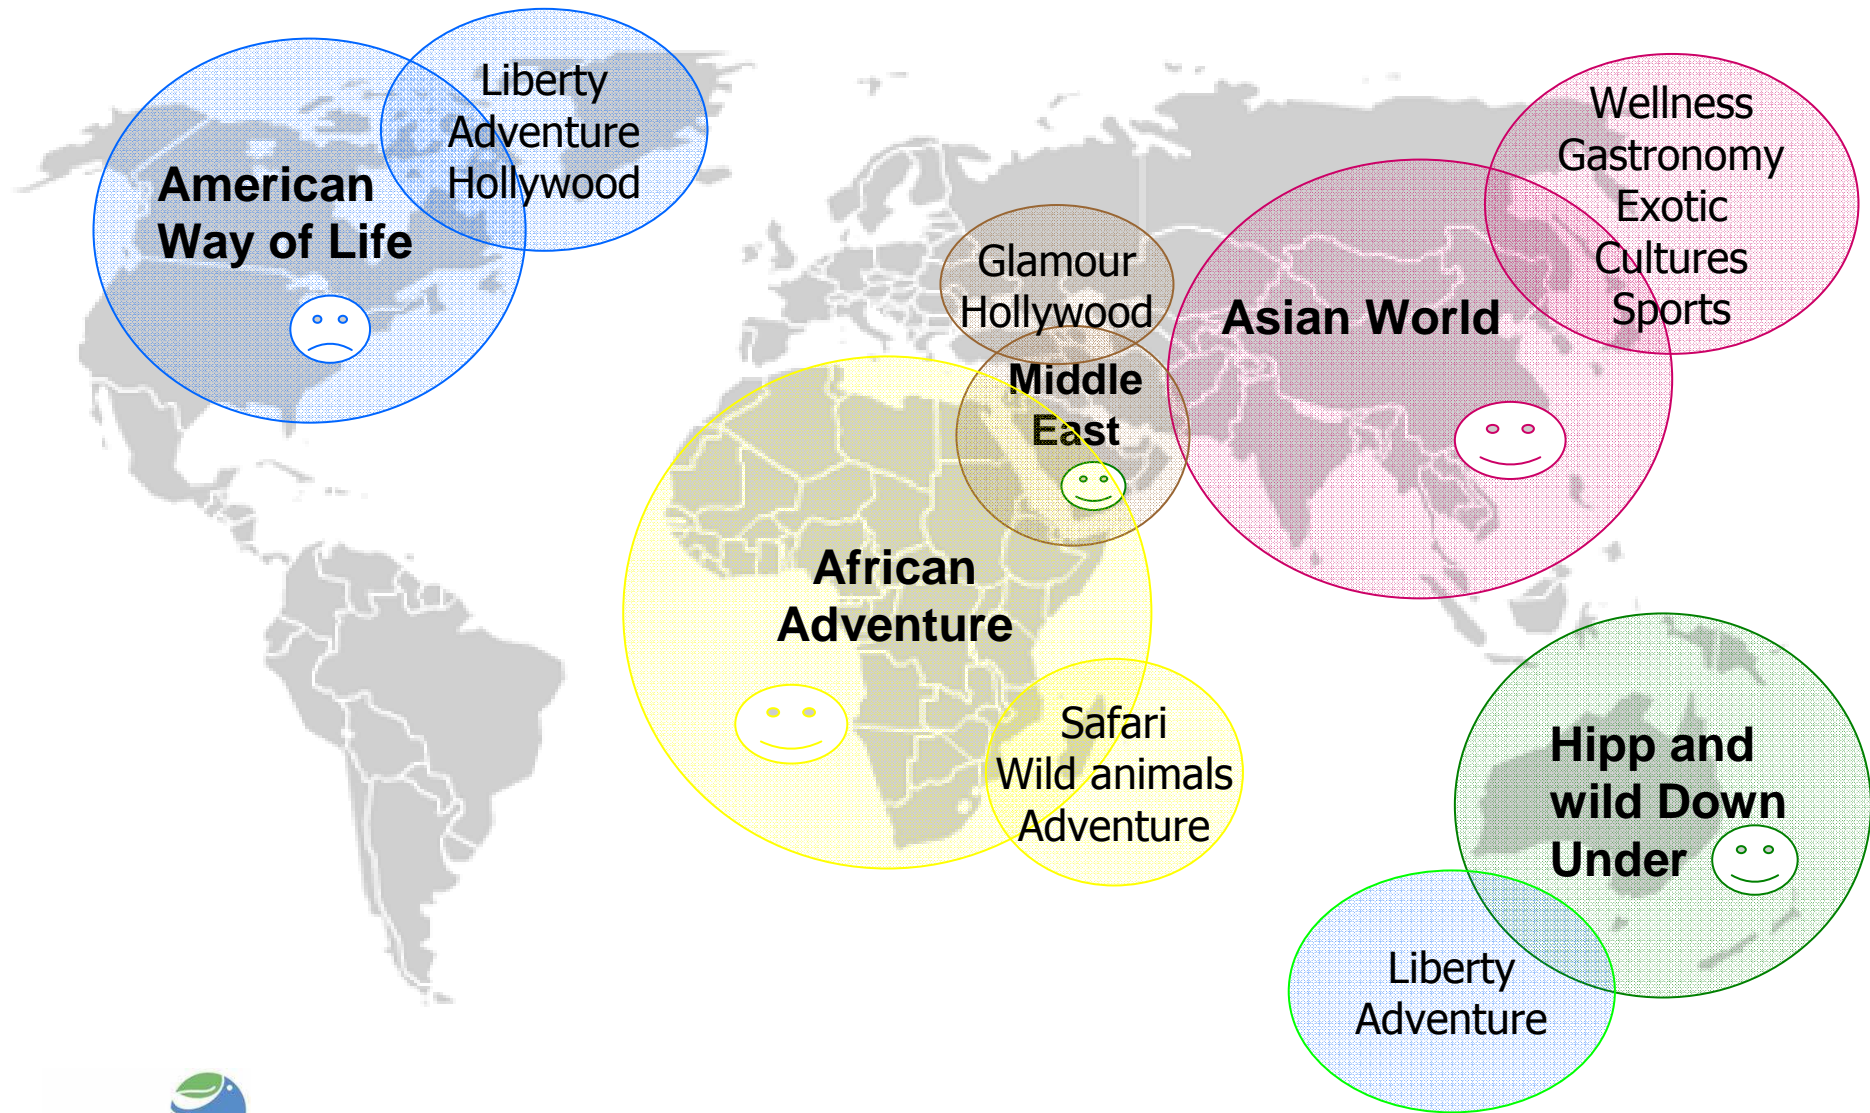 Liberty
Adventure
Hollywood
American
Way of Life
Wellness
Gastronomy
Exotic
Cultures
Sports
Glamour
Hollywood
Asian World
Middle
East
African
Adventure
Safari
Wild animals
Adventure
Hipp and
wild Down
Under
Liberty
Adventure